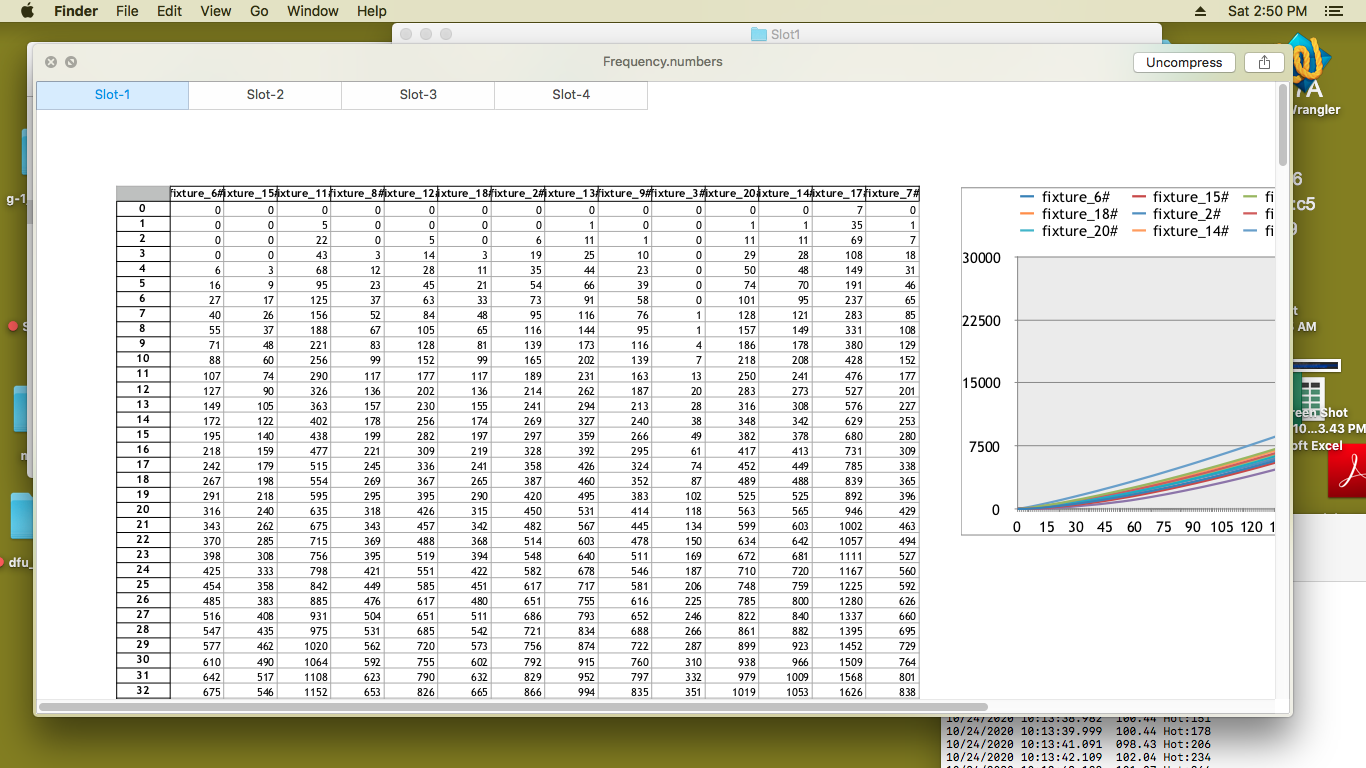 Finder File Edit View Go Window Help Sat 2:50 PM
Slot1
Frequency.numbers Uncompress
Slot-1 Slot-2 Slot-3 Slot-4
fixture_6# ixture_15# ixture_11# fixture_8# ixture_12# ixture_18# fixture_2# ixture_13# fixture_9# fixture_3# ixture_20# ixture_14# ixture_17# fixture_7#
0 0 0 0 0 0 0 0 0 0 0 0 0 7 0
1 0 0 5 0 0 0 0 1 0 0 1 1 35 1
2 0 0 22 0 5 0 6 11 1 0 11 11 69 7
3 0 0 43 3 14 3 19 25 10 0 29 28 108 18
4 6 3 68 12 28 11 35 44 23 0 50 48 149 31
5 16 9 95 23 45 21 54 66 39 0 74 70 191 46
6 27 17 125 37 63 33 73 91 58 0 101 95 237 65
7 40 26 156 52 84 48 95 116 76 1 128 121 283 85
8 55 37 188 67 105 65 116 144 95 1 157 149 331 108
9 71 48 221 83 128 81 139 173 116 4 186 178 380 129
10 88 60 256 99 152 99 165 202 139 7 218 208 428 152
11 107 74 290 117 177 117 189 231 163 13 250 241 476 177
12 127 90 326 136 202 136 214 262 187 20 283 273 527 201
13 149 105 363 157 230 155 241 294 213 28 316 308 576 227
14 172 122 402 178 256 174 269 327 240 38 348 342 629 253
15 195 140 438 199 282 197 297 359 266 49 382 378 680 280
16 218 159 477 221 309 219 328 392 295 61 417 413 731 309
17 242 179 515 245 336 241 358 426 324 74 452 449 785 338
18 267 198 554 269 367 265 387 460 352 87 489 488 839 365
19 291 218 595 295 395 290 420 495 382 102 525 525 892 396
20 316 240 635 318 426 315 450 531 414 118 563 565 946 429
21 343 262 675 343 457 342 482 567 445 134 599 603 1002 463
22 370 285 715 369 488 368 514 603 478 150 634 642 1057 494
23 398 308 756 395 519 394 548 640 511 169 672 681 1111 527
24 425 333 798 421 551 422 582 678 546 187 710 720 1167 560
25 454 358 842 449 585 451 617 717 581 206 748 759 1225 592
26 485 383 885 476 617 480 651 755 616 225 785 800 1280 626
27 516 408 931 504 651 511 686 793 652 246 822 840 1337 660
28 547 435 975 531 685 542 721 834 688 266 861 882 1395 695
29 577 462 1020 562 720 573 756 874 722 287 899 923 1452 729
30 610 490 1064 592 755 602 792 915 760 310 938 966 1509 764
31 642 517 1108 623 790 632 829 952 797 332 979 1009 1568 801
32 675 546 1152 653 826 665 866 994 835 351 1019 1053 1626 838
fixture_6# fixture_15# fi
fixture_18# fixture_2# fi
fixture_20# fixture_14# fi
30000
22500
15000
7500
0
0 15 30 45 60 75 90 105 120 1
Wrangler
g-1
6
:c5
9
t
S AM
reen Shot
10...3.43 PM
oft Excel
dfu_
10/24/2020 10:13:38.982 100.44 Hot:151
10/24/2020 10:13:39.999 100.44 Hot:178
10/24/2020 10:13:41.091 098.43 Hot:206
10/24/2020 10:13:42.109 102.04 Hot:234